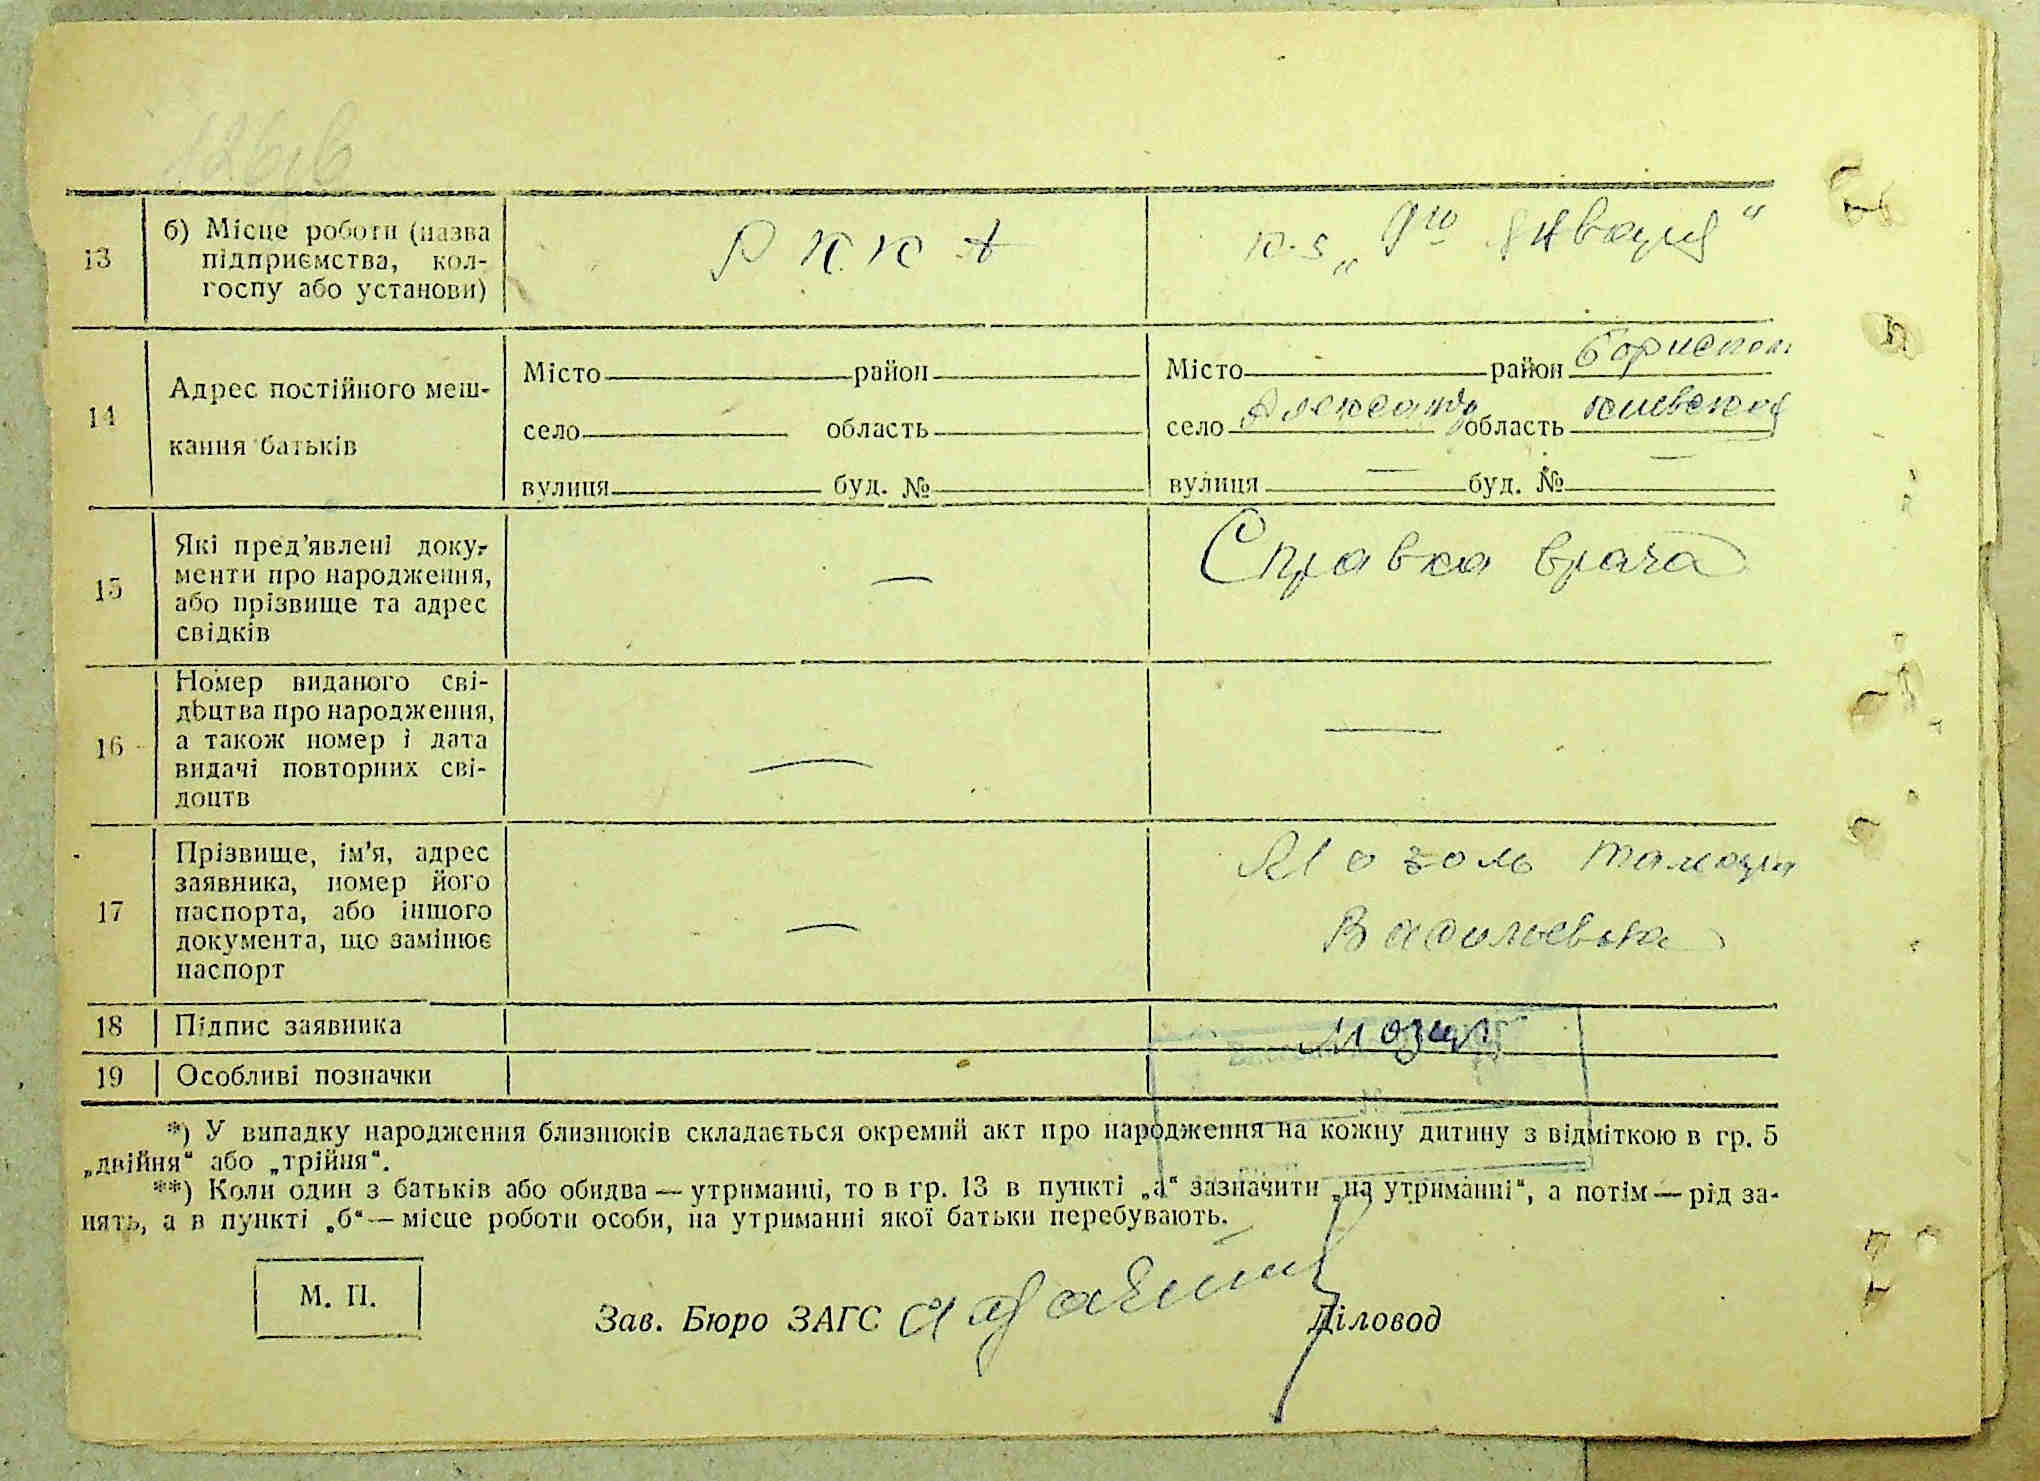 13
б) Місце роботи (назва
підприємства, кол-
госпу або установи)
Р К К А
к-з „9го Января“
14
Адрес постійного меш-
кання батьків
Місто район
село область
вулиця буд. №
Місто район Бориспол
село Александр область Киевской
вулиця — буд. № —
15
Які пред’явлені доку-
менти про народження,
або прізвище та адрес
свідків
—
Справка врача
16
Номер виданого сві-
доцтва про народження,
а також номер і дата
видачі повторних сві-
доцтв
—
—
17
Прізвище, ім’я, адрес
заявника, номер його
паспорта, або іншого
документа, що замінює
паспорт
—
Мозоль Тамара
Васильевна
18 Підпис заявника
19 Особливі позначки
*) У випадку народження близнюків складається окремий акт про народження на кожну дитину з відміткою в гр. 5
„двійня“ або „трійня“.
**) Коли один з батьків або обидва — утриманці, то в гр. 13 в пункті „а“ зазначити „на утриманні“, а потім — рід за-
нять, а в пункті „б“ — місце роботи особи, на утриманні якої батьки перебувають.
М. П.
Зав. Бюро ЗАГС Діловод